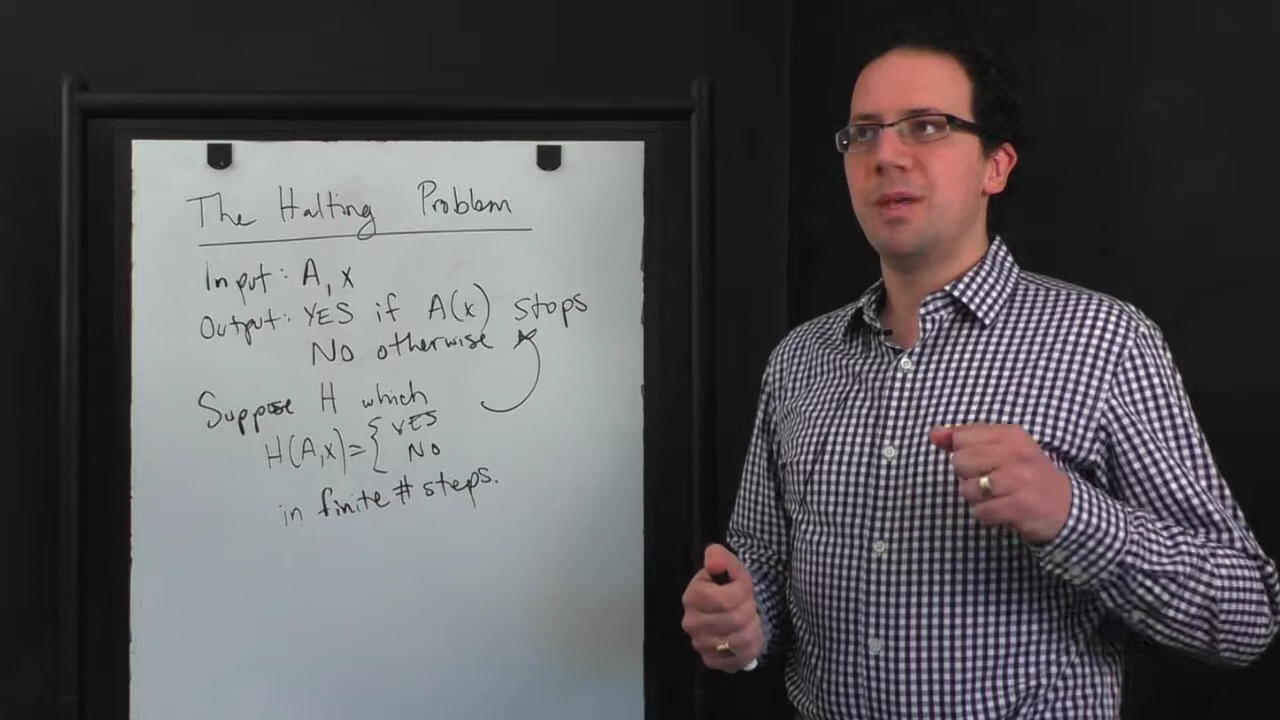 The Halting Problem
Input: A, x
Output: YES if A(x) stops
No otherwise
Suppose H which
H(A,x)={ YES
NO
in finite # steps.